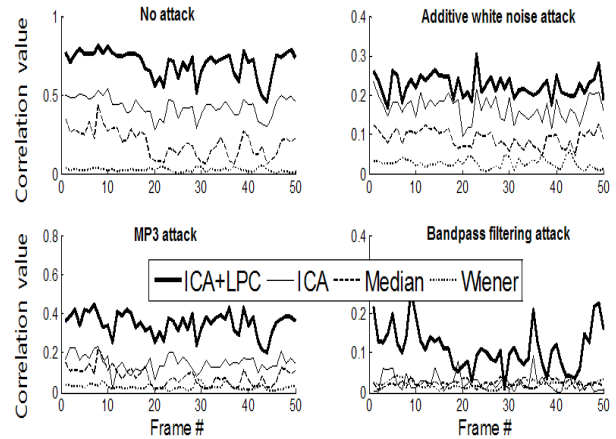 No attack
Correlation value
1
0.5
0
0 10 20 30 40 50
Additive white noise attack
0.4
0.3
0.2
0.1
0
0 10 20 30 40 50
MP3 attack
Correlation value
0.8
0.6
0.4
0.2
0
0 10 20 30 40 50
Frame #
Bandpass filtering attack
0.4
0.2
0.1
0
0 10 20 30 40 50
Frame #
ICA+LPC ICA Median Wiener